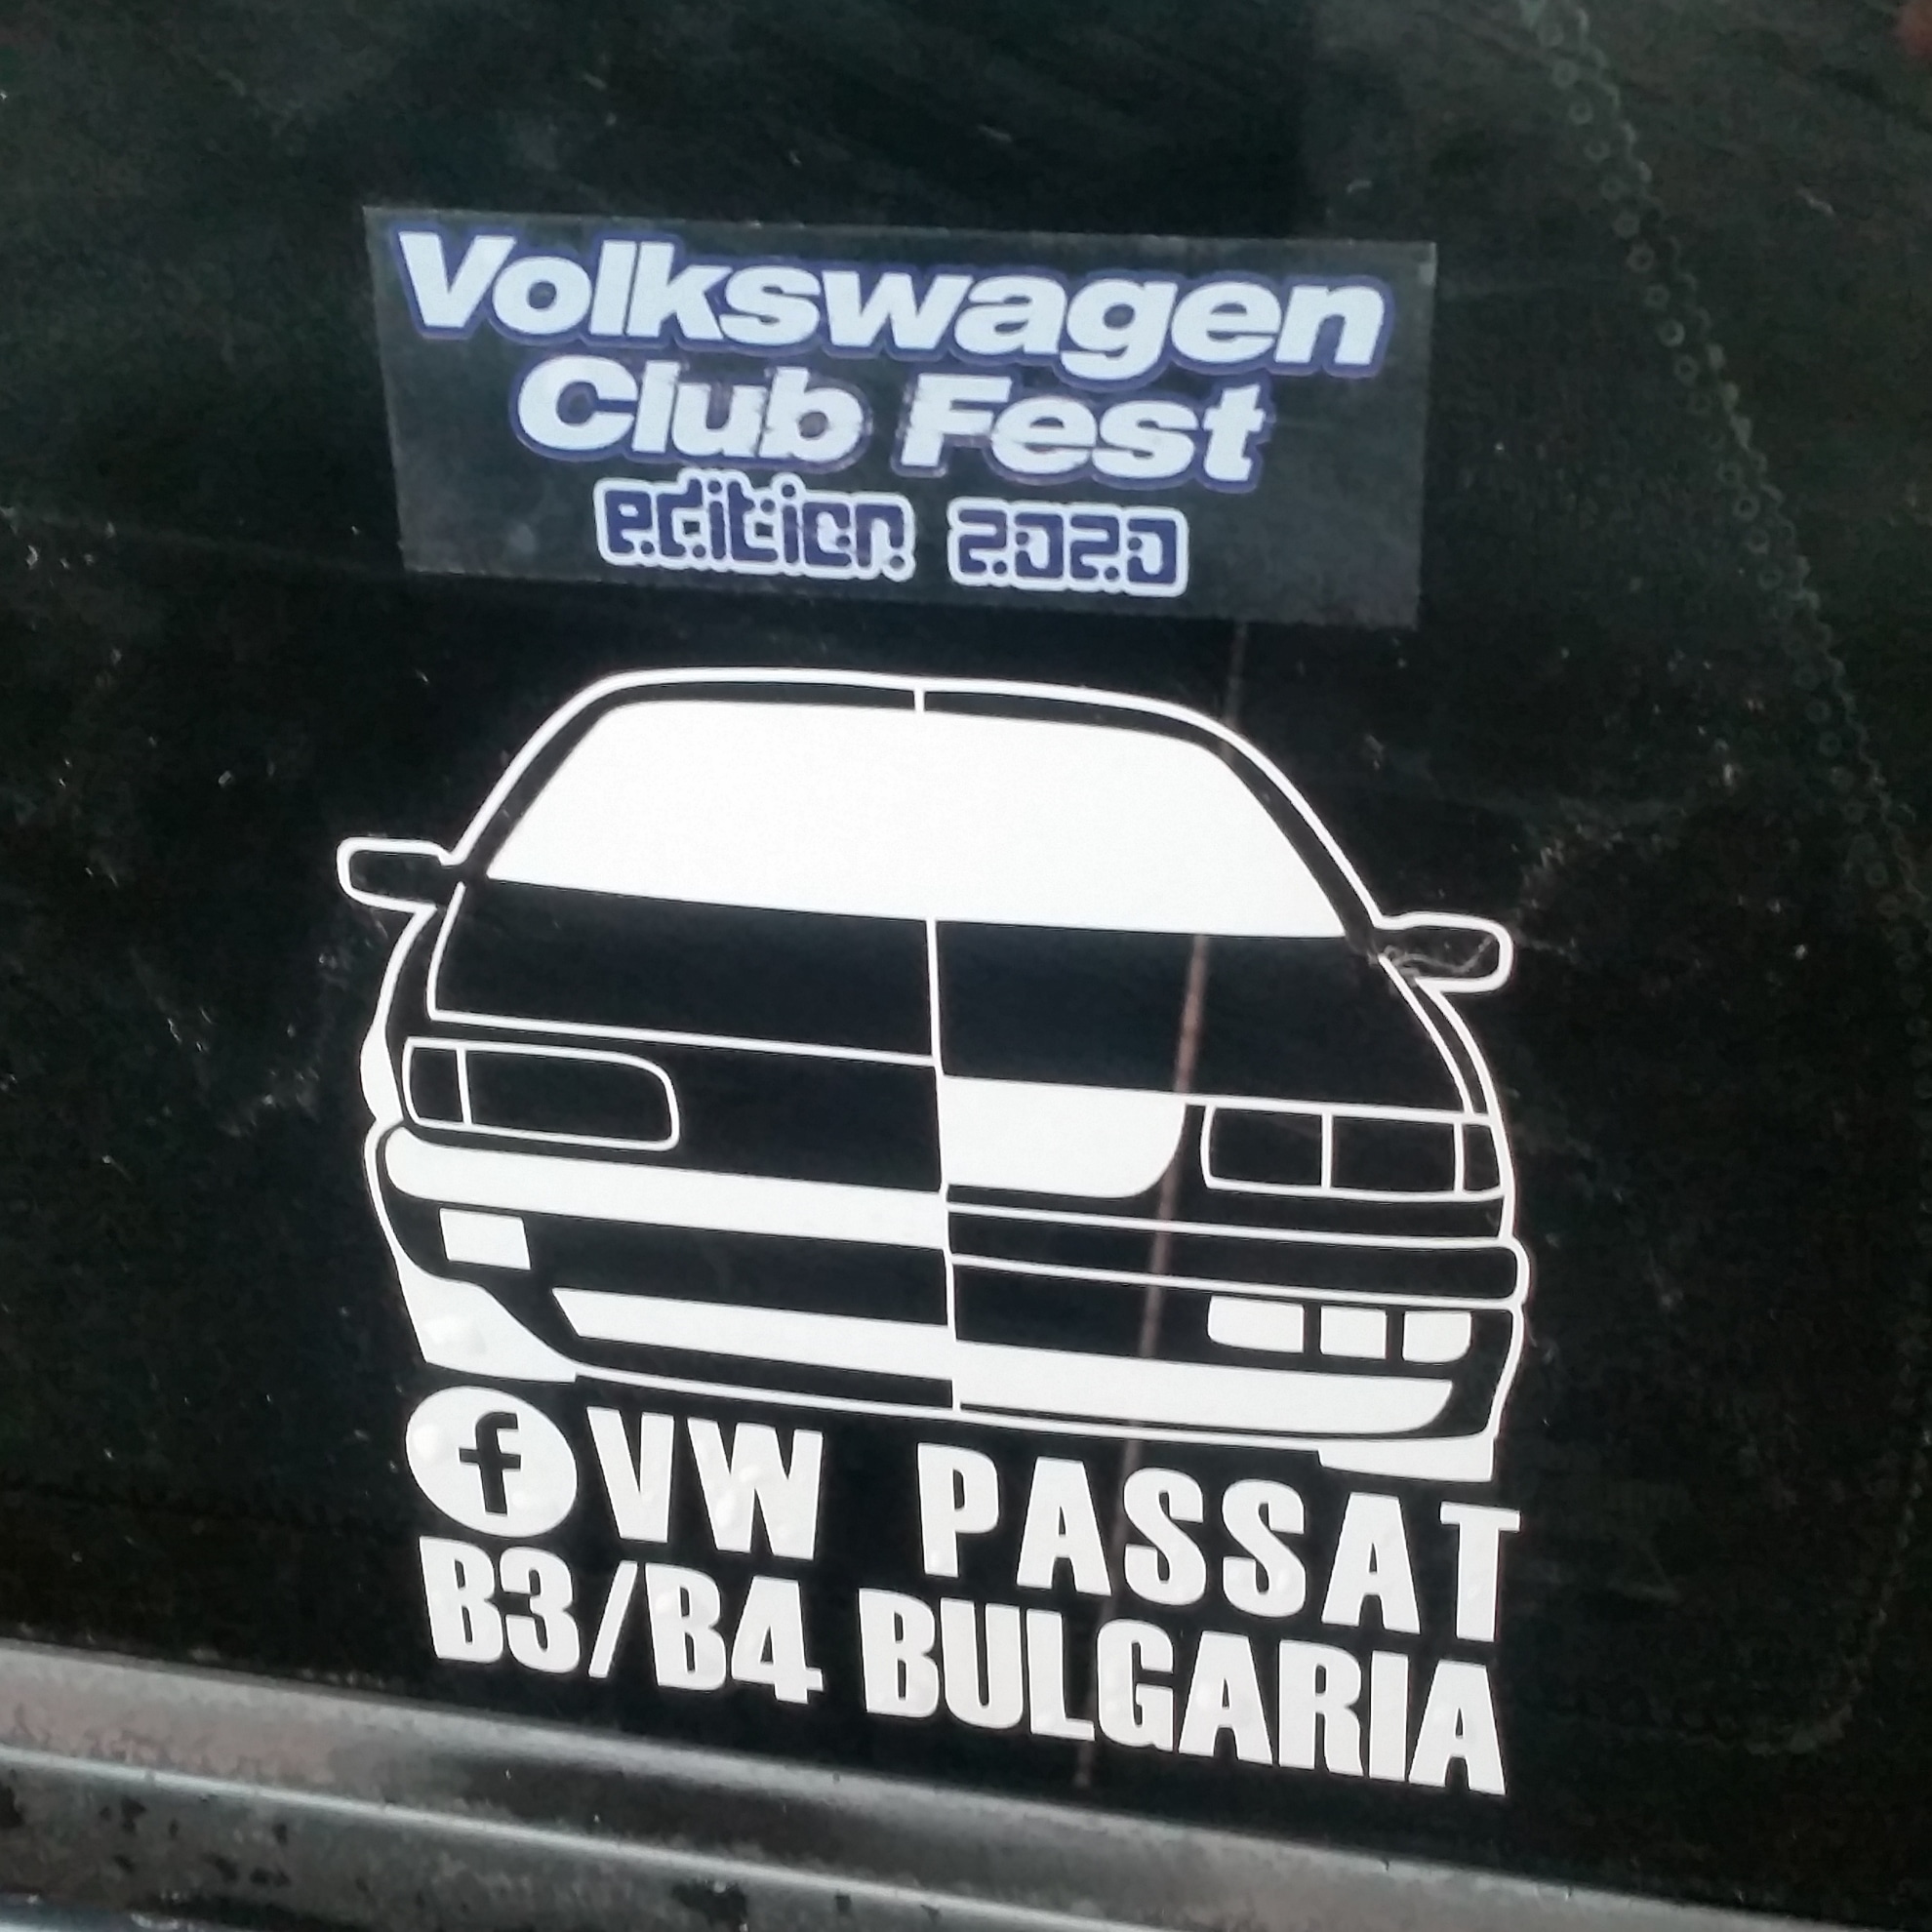 Volkswagen
Club Fest
edition 2020
f VW PASSAT
B3/B4 BULGARIA